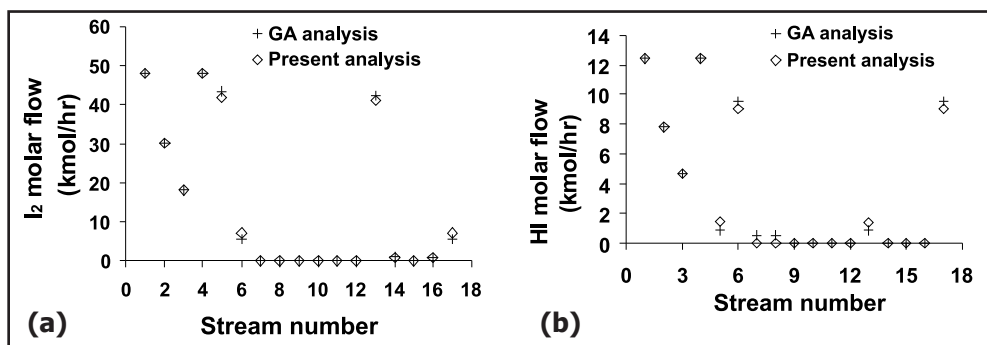 60
50
40
30
20
10
0
I₂ molar flow
(kmol/hr)
+ GA analysis
◇ Present analysis
0 2 4 6 8 10 12 14 16 18
Stream number
(a)
14
12
10
8
6
4
2
0
HI molar flow
(kmol/hr)
+ GA analysis
◇ Present analysis
0 3 6 9 12 15 18
Stream number
(b)